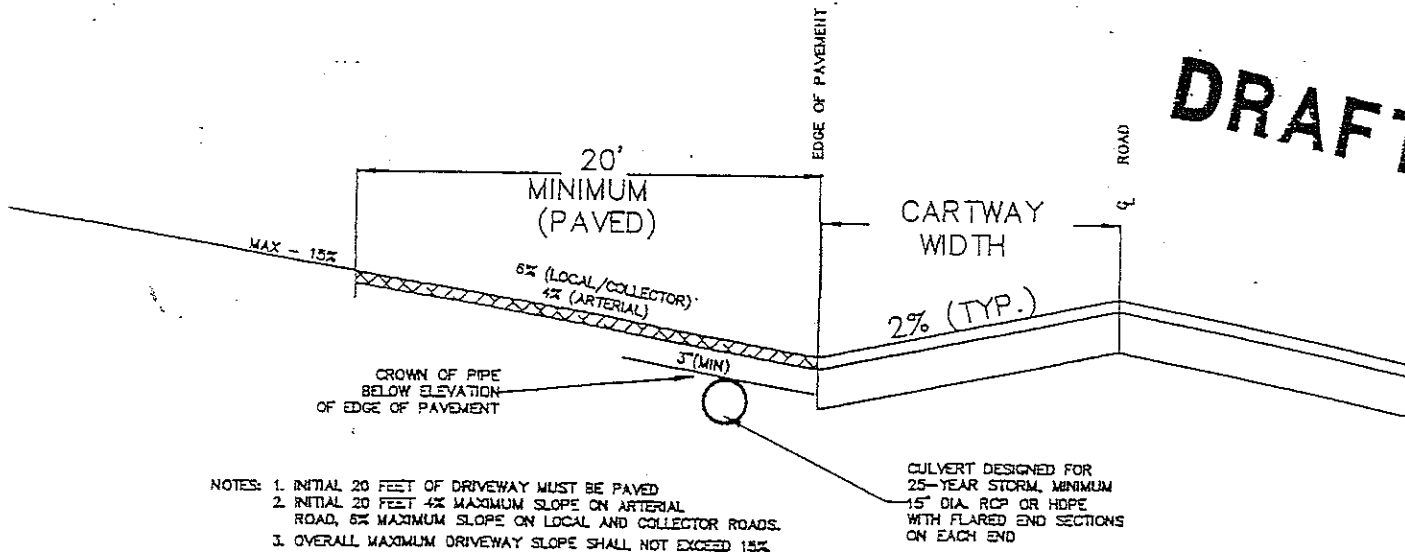 DRAFT
EDGE OF PAVEMENT
℄ ROAD
20'
MINIMUM
(PAVED)
CARTWAY
WIDTH
MAX - 15%
6% (LOCAL/COLLECTOR)
4% (ARTERIAL)
2% (TYP.)
3"(MIN)
CROWN OF PIPE
BELOW ELEVATION
OF EDGE OF PAVEMENT
CULVERT DESIGNED FOR
25-YEAR STORM, MINIMUM
15" DIA. RCP OR HDPE
WITH FLARED END SECTIONS
ON EACH END
NOTES: 1. INITIAL 20 FEET OF DRIVEWAY MUST BE PAVED
2. INITIAL 20 FEET 4% MAXIMUM SLOPE ON ARTERIAL
ROAD, 6% MAXIMUM SLOPE ON LOCAL AND COLLECTOR ROADS.
3. OVERALL MAXIMUM DRIVEWAY SLOPE SHALL NOT EXCEED 15%